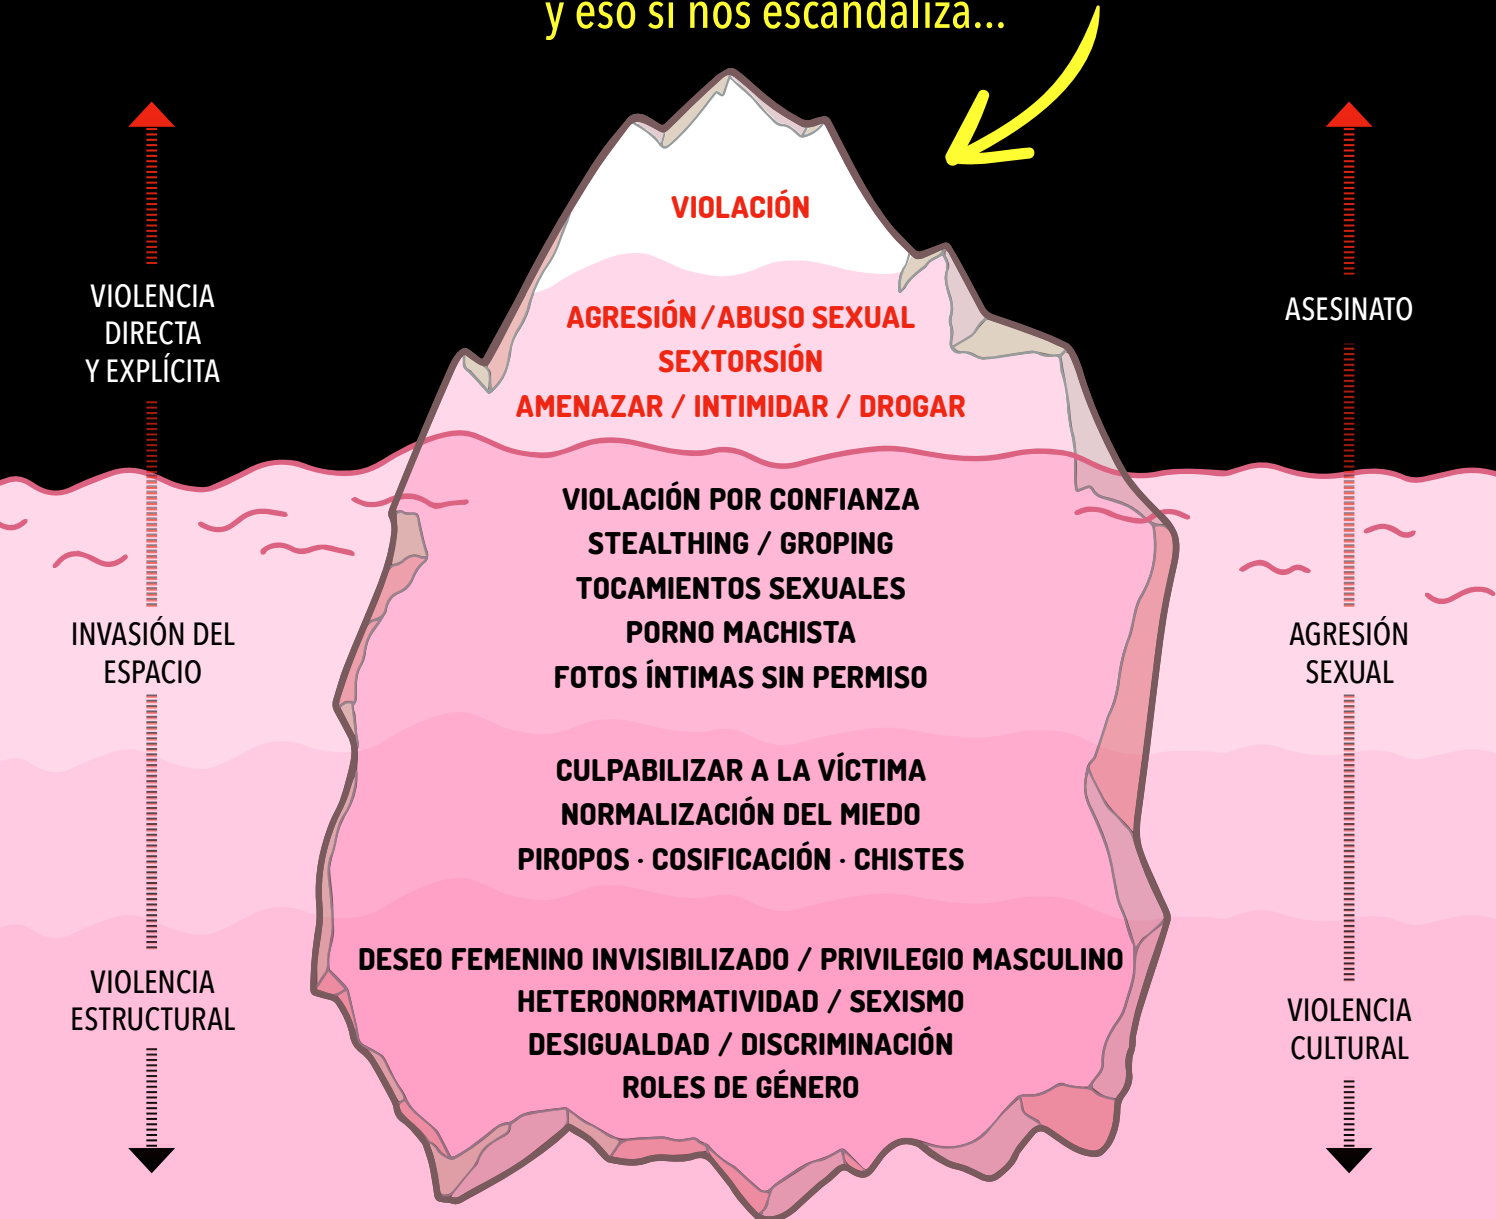 y eso sí nos escandaliza...
VIOLACIÓN
VIOLENCIA
DIRECTA
Y EXPLÍCITA
ASESINATO
AGRESIÓN / ABUSO SEXUAL
SEXTORSIÓN
AMENAZAR / INTIMIDAR / DROGAR
VIOLACIÓN POR CONFIANZA
STEALTHING / GROPING
TOCAMIENTOS SEXUALES
PORNO MACHISTA
FOTOS ÍNTIMAS SIN PERMISO
INVASIÓN DEL
ESPACIO
AGRESIÓN
SEXUAL
CULPABILIZAR A LA VÍCTIMA
NORMALIZACIÓN DEL MIEDO
PIROPOS · COSIFICACIÓN · CHISTES
DESEO FEMENINO INVISIBILIZADO / PRIVILEGIO MASCULINO
HETERONORMATIVIDAD / SEXISMO
DESIGUALDAD / DISCRIMINACIÓN
ROLES DE GÉNERO
VIOLENCIA
ESTRUCTURAL
VIOLENCIA
CULTURAL